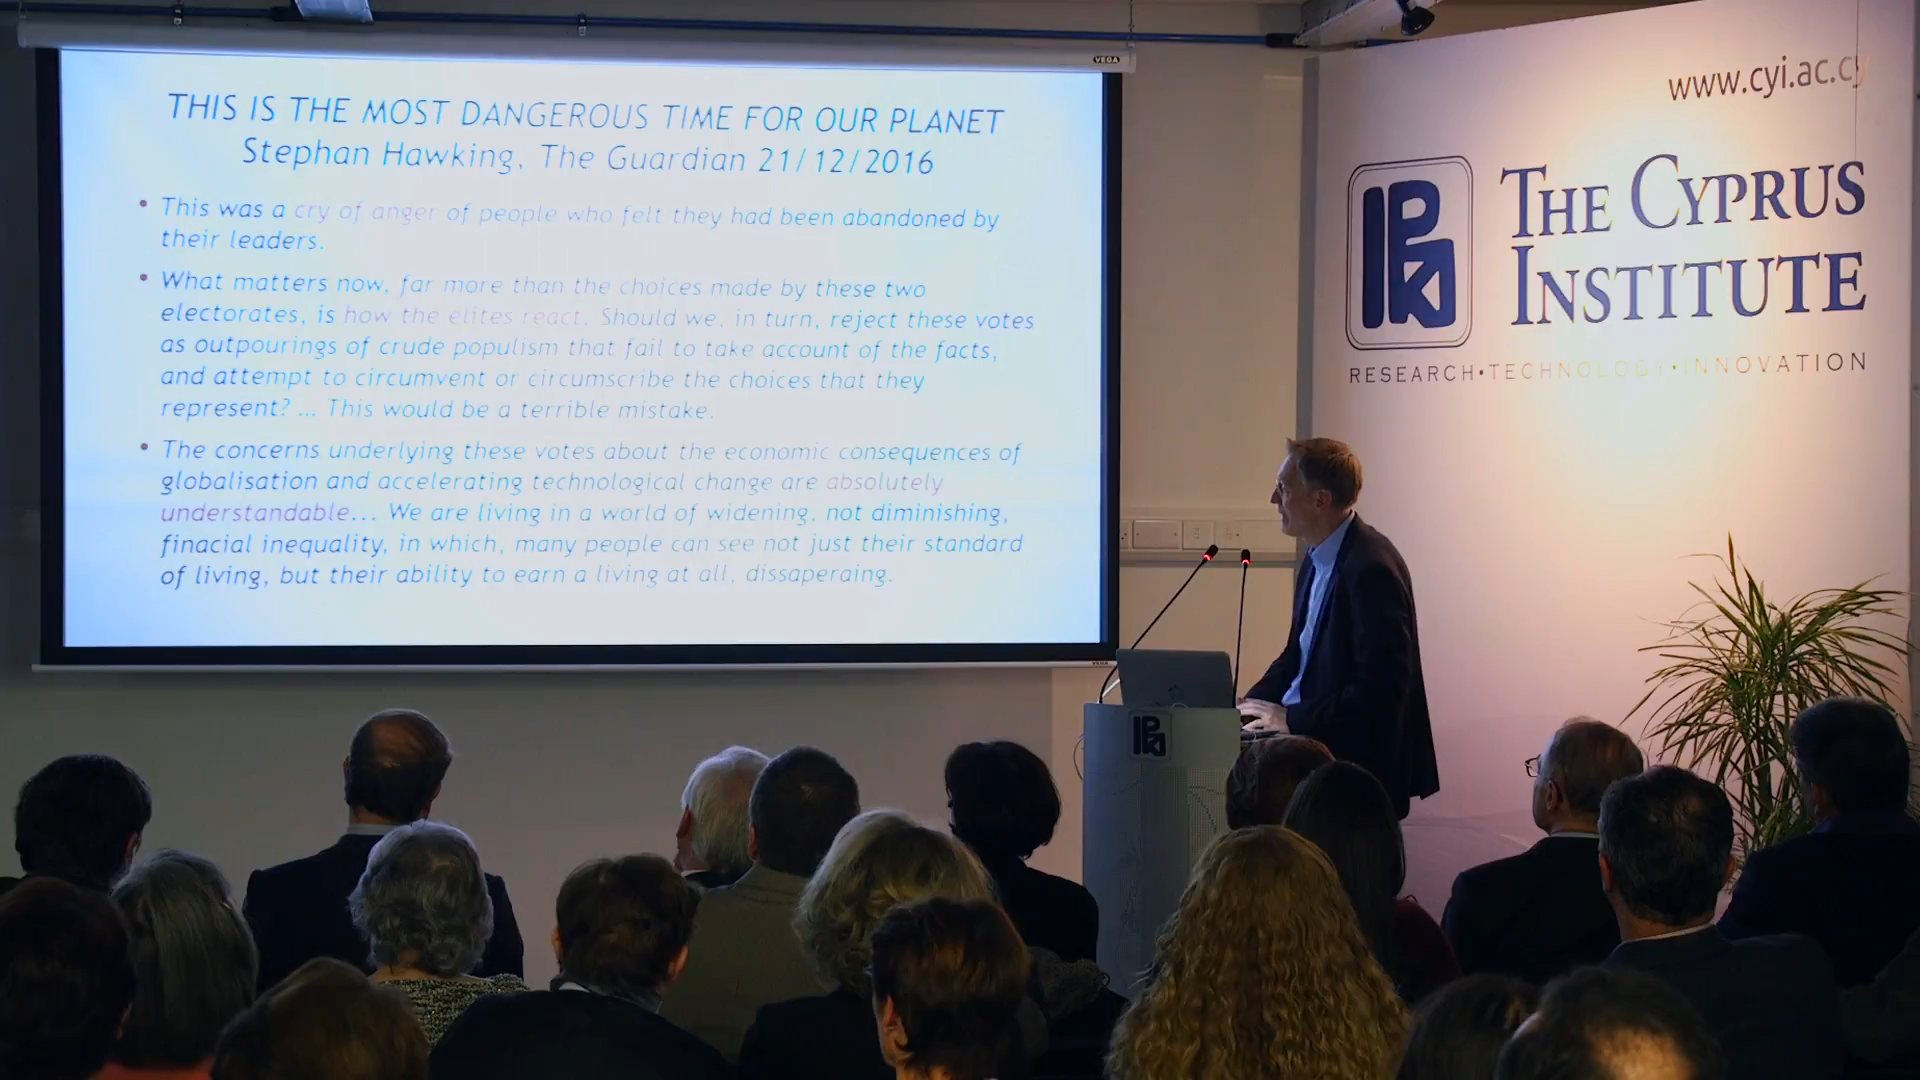 VEGA
THIS IS THE MOST DANGEROUS TIME FOR OUR PLANET
Stephan Hawking, The Guardian 21/12/2016
• This was a cry of anger of people who felt they had been abandoned by
their leaders.
• What matters now, far more than the choices made by these two
electorates, is how the elites react. Should we, in turn, reject these votes
as outpourings of crude populism that fail to take account of the facts,
and attempt to circumvent or circumscribe the choices that they
represent? ... This would be a terrible mistake.
• The concerns underlying these votes about the economic consequences of
globalisation and accelerating technological change are absolutely
understandable... We are living in a world of widening, not diminishing,
finacial inequality, in which, many people can see not just their standard
of living, but their ability to earn a living at all, dissaperaing.
VEGA
www.cyi.ac.cy
THE CYPRUS
INSTITUTE
RESEARCH•TECHNOLOGY•INNOVATION